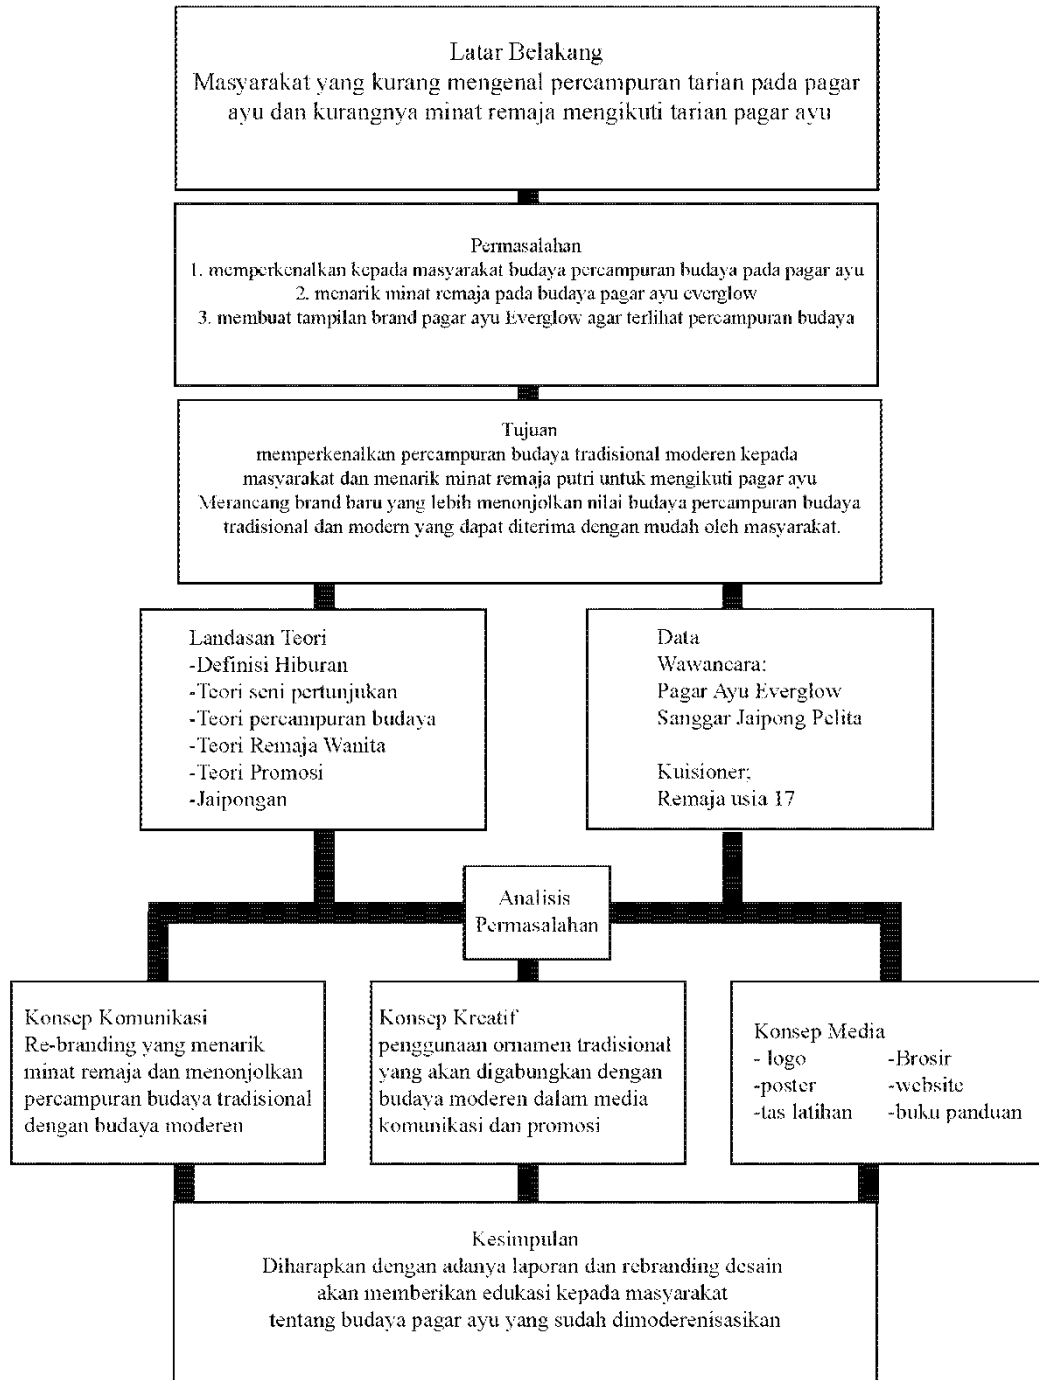 Latar Belakang
Masyarakat yang kurang mengenal percampuran tarian pada pagar
ayu dan kurangnya minat remaja mengikuti tarian pagar ayu
Permasalahan
1. memperkenalkan kepada masyarakat budaya percampuran budaya pada pagar ayu
2. menarik minat remaja pada budaya pagar ayu everglow
3. membuat tampilan brand pagar ayu Everglow agar terlihat percampuran budaya
Tujuan
memperkenalkan percampuran budaya tradisional moderen kepada
masyarakat dan menarik minat remaja putri untuk mengikuti pagar ayu
Merancang brand baru yang lebih menonjolkan nilai budaya percampuran budaya
tradisional dan modern yang dapat diterima dengan mudah oleh masyarakat.
Landasan Teori
-Definisi Hiburan
-Teori seni pertunjukan
-Teori percampuran budaya
-Teori Remaja Wanita
-Teori Promosi
-Jaipongan
Data
Wawancara:
Pagar Ayu Everglow
Sanggar Jaipong Pelita
Kuisioner;
Remaja usia 17
Analisis
Permasalahan
Konsep Komunikasi
Re-branding yang menarik
minat remaja dan menonjolkan
percampuran budaya tradisional
dengan budaya moderen
Konsep Kreatif
penggunaan ornamen tradisional
yang akan digabungkan dengan
budaya moderen dalam media
komunikasi dan promosi
Konsep Media
- logo -Brosir
-poster -website
-tas latihan -buku panduan
Kesimpulan
Diharapkan dengan adanya laporan dan rebranding desain
akan memberikan edukasi kepada masyarakat
tentang budaya pagar ayu yang sudah dimoderenisasikan